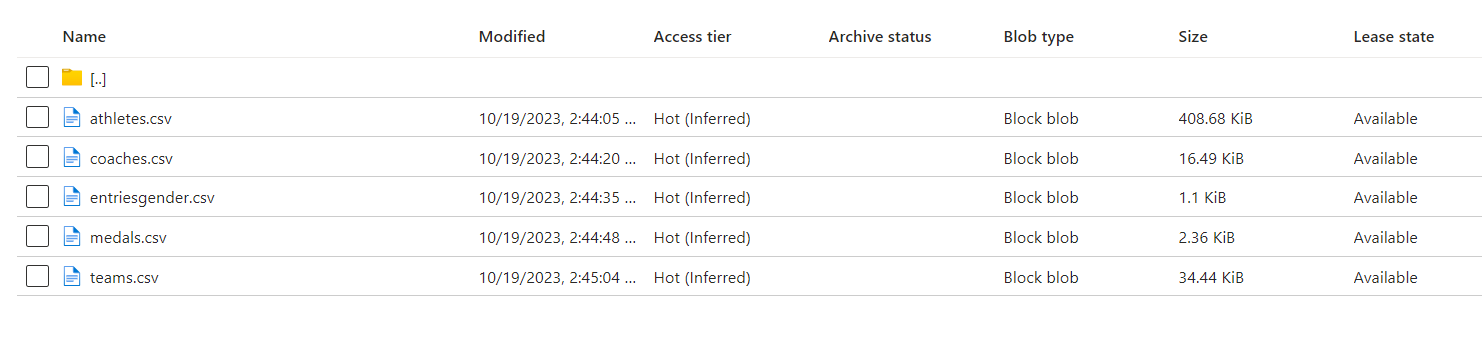 Name Modified Access tier Archive status Blob type Size Lease state
[..]
athletes.csv 10/19/2023, 2:44:05 ... Hot (Inferred) Block blob 408.68 KiB Available
coaches.csv 10/19/2023, 2:44:20 ... Hot (Inferred) Block blob 16.49 KiB Available
entriesgender.csv 10/19/2023, 2:44:35 ... Hot (Inferred) Block blob 1.1 KiB Available
medals.csv 10/19/2023, 2:44:48 ... Hot (Inferred) Block blob 2.36 KiB Available
teams.csv 10/19/2023, 2:45:04 ... Hot (Inferred) Block blob 34.44 KiB Available